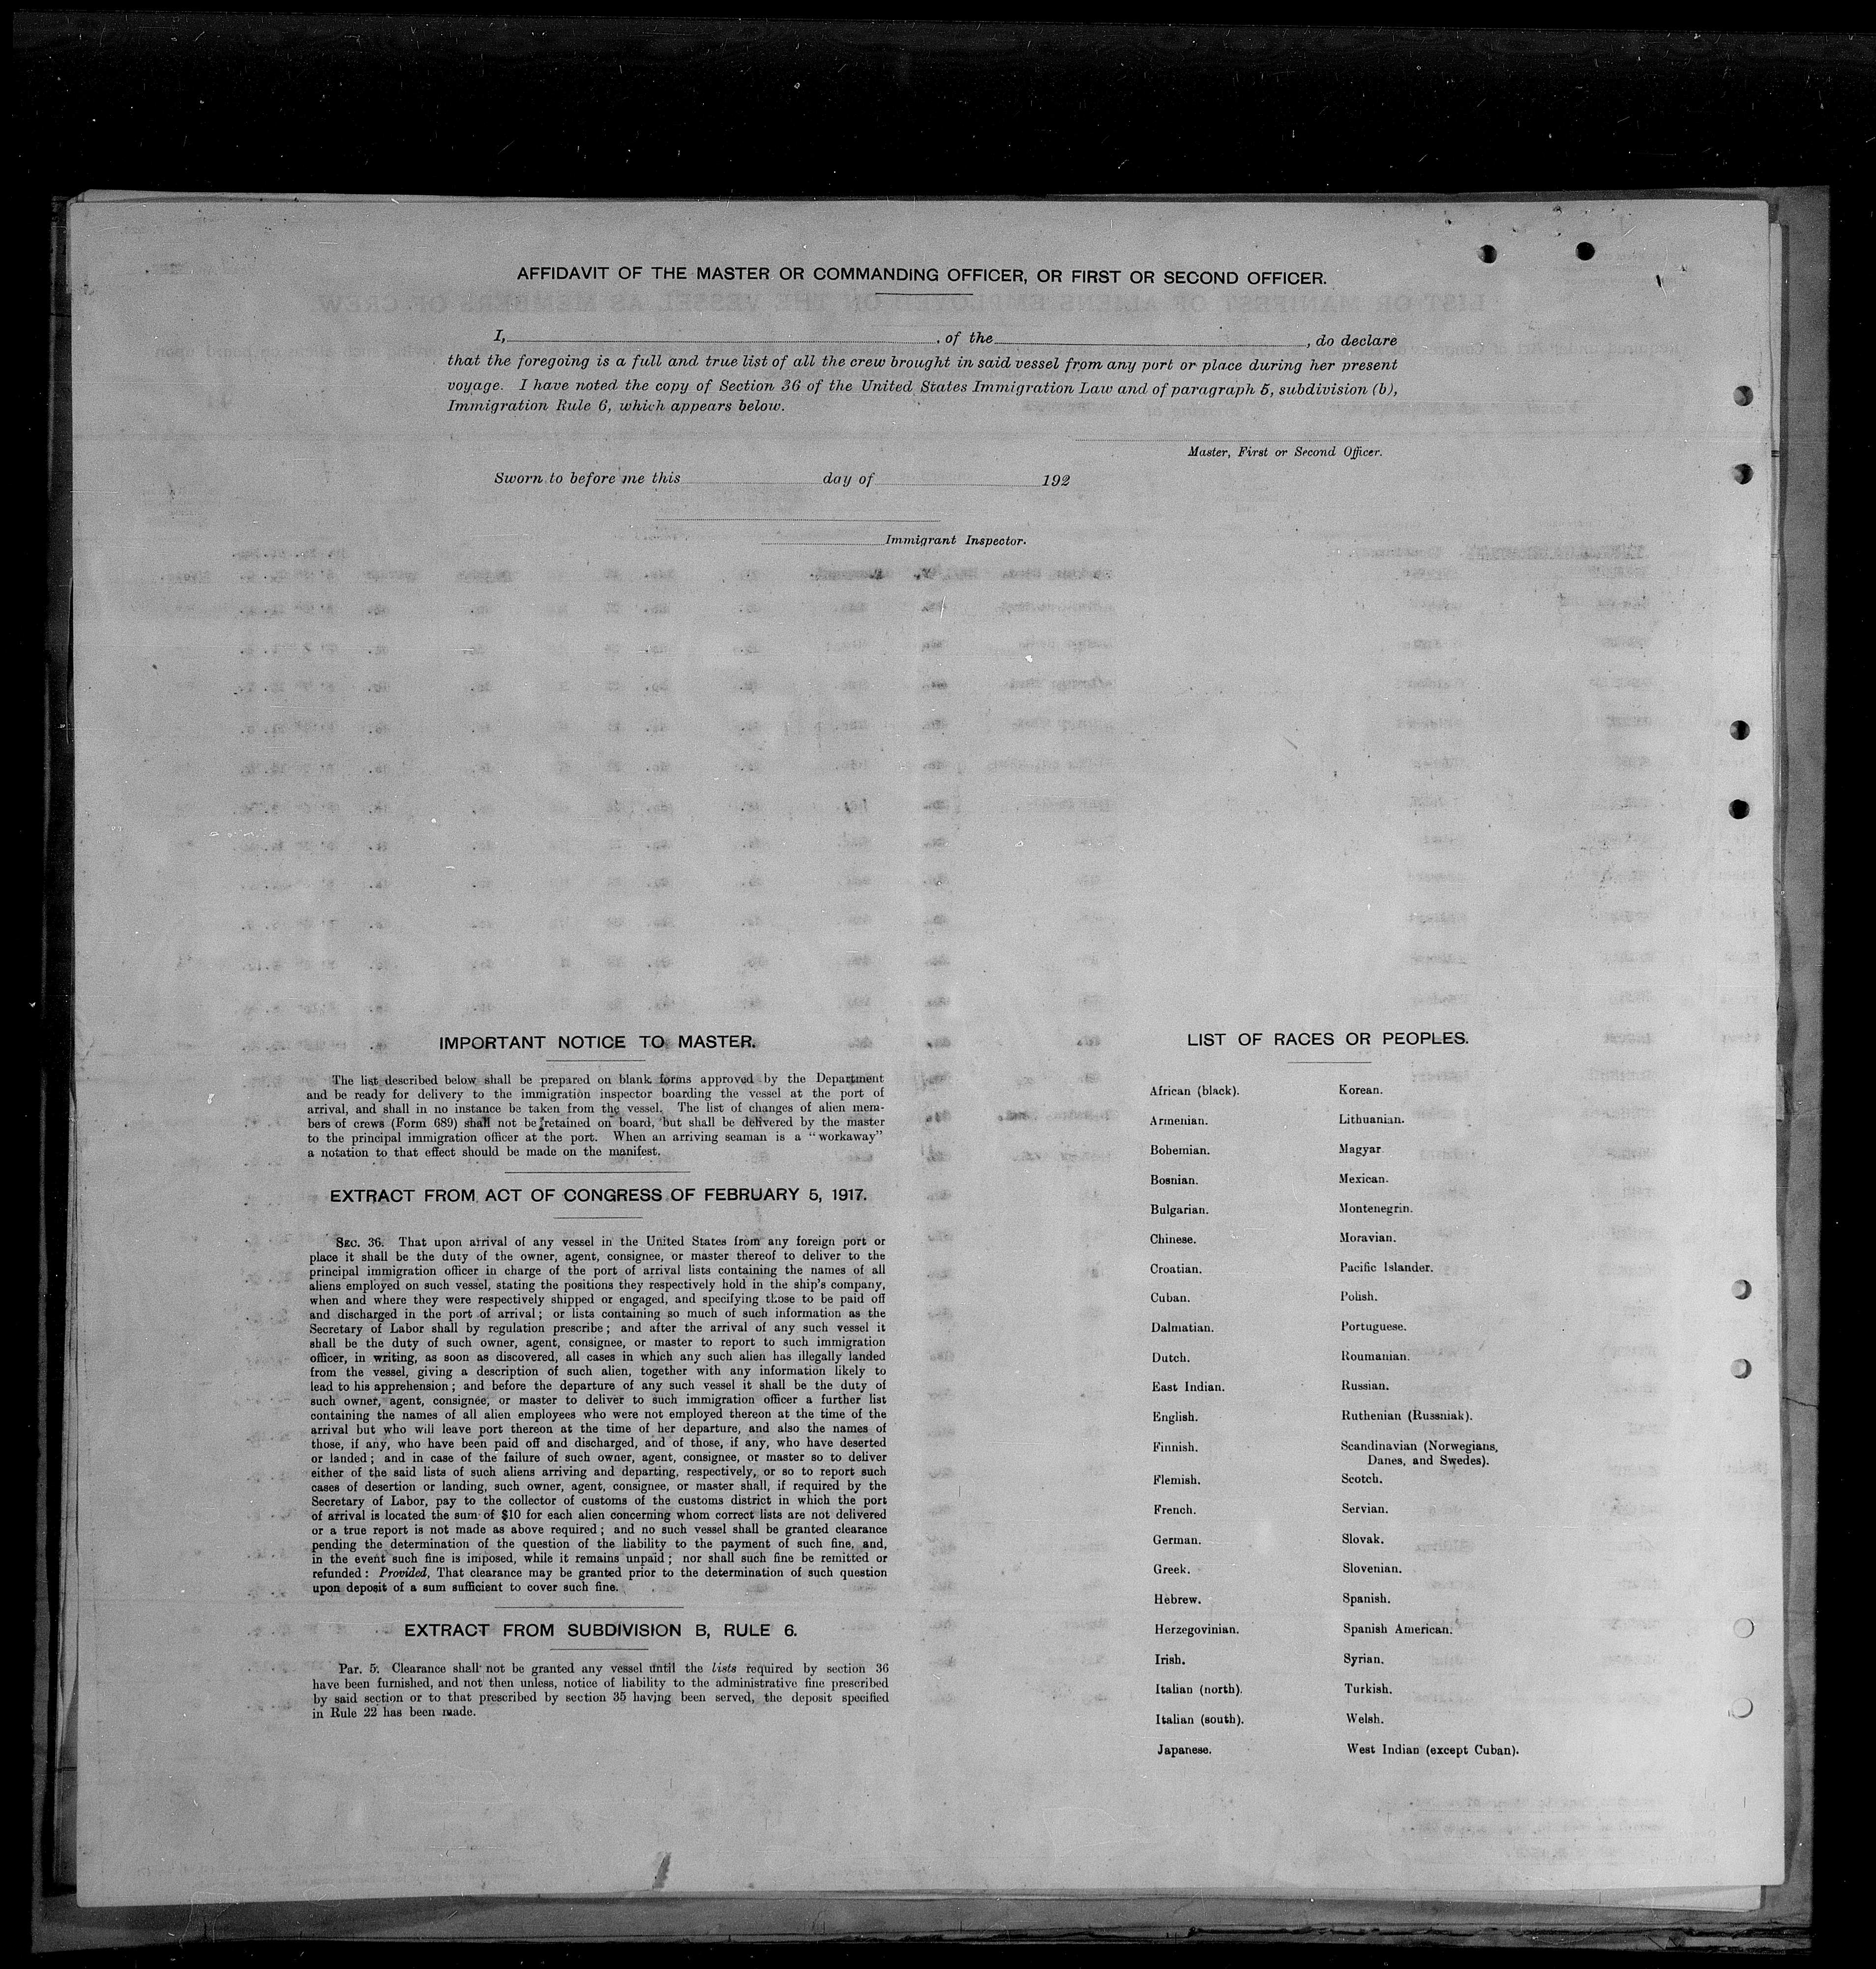 AFFIDAVIT OF THE MASTER OR COMMANDING OFFICER, OR FIRST OR SECOND OFFICER.
I, , of the , do declare
that the foregoing is a full and true list of all the crew brought in said vessel from any port or place during her present
voyage. I have noted the copy of Section 36 of the United States Immigration Law and of paragraph 5, subdivision (b),
Immigration Rule 6, which appears below.
Master, First or Second Officer.
Sworn to before me this day of 192
Immigrant Inspector.
IMPORTANT NOTICE TO MASTER.
The list described below shall be prepared on blank forms approved by the Department
and be ready for delivery to the immigration inspector boarding the vessel at the port of
arrival, and shall in no instance be taken from the vessel. The list of changes of alien mem-
bers of crews (Form 689) shall not be retained on board, but shall be delivered by the master
to the principal immigration officer at the port. When an arriving seaman is a "workaway"
a notation to that effect should be made on the manifest.
EXTRACT FROM ACT OF CONGRESS OF FEBRUARY 5, 1917.
SEC. 36. That upon arrival of any vessel in the United States from any foreign port or
place it shall be the duty of the owner, agent, consignee, or master thereof to deliver to the
principal immigration officer in charge of the port of arrival lists containing the names of all
aliens employed on such vessel, stating the positions they respectively hold in the ship's company,
when and where they were respectively shipped or engaged, and specifying those to be paid off
and discharged in the port of arrival; or lists containing so much of such information as the
Secretary of Labor shall by regulation prescribe; and after the arrival of any such vessel it
shall be the duty of such owner, agent, consignee, or master to report to such immigration
officer, in writing, as soon as discovered, all cases in which any such alien has illegally landed
from the vessel, giving a description of such alien, together with any information likely to
lead to his apprehension; and before the departure of any such vessel it shall be the duty of
such owner, agent, consignee, or master to deliver to such immigration officer a further list
containing the names of all alien employees who were not employed thereon at the time of the
arrival but who will leave port thereon at the time of her departure, and also the names of
those, if any, who have been paid off and discharged, and of those, if any, who have deserted
or landed; and in case of the failure of such owner, agent, consignee, or master so to deliver
either of the said lists of such aliens arriving and departing, respectively, or so to report such
cases of desertion or landing, such owner, agent, consignee, or master shall, if required by the
Secretary of Labor, pay to the collector of customs of the customs district in which the port
of arrival is located the sum of $10 for each alien concerning whom correct lists are not delivered
or a true report is not made as above required; and no such vessel shall be granted clearance
pending the determination of the question of the liability to the payment of such fine, and,
in the event such fine is imposed, while it remains unpaid; nor shall such fine be remitted or
refunded: Provided, That clearance may be granted prior to the determination of such question
upon deposit of a sum sufficient to cover such fine.
EXTRACT FROM SUBDIVISION B, RULE 6.
Par. 5. Clearance shall not be granted any vessel until the lists required by section 36
have been furnished, and not then unless, notice of liability to the administrative fine prescribed
by said section or to that prescribed by section 35 having been served, the deposit specified
in Rule 22 has been made.
LIST OF RACES OR PEOPLES.
African (black).
Armenian.
Bohemian.
Bosnian.
Bulgarian.
Chinese.
Croatian.
Cuban.
Dalmatian.
Dutch.
East Indian.
English.
Finnish.
Flemish.
French.
German.
Greek.
Hebrew.
Herzegovinian.
Irish.
Italian (north).
Italian (south).
Japanese.
Korean.
Lithuanian.
Magyar.
Mexican.
Montenegrin.
Moravian.
Pacific Islander.
Polish.
Portuguese.
Roumanian.
Russian.
Ruthenian (Russniak).
Scandinavian (Norwegians,
Danes, and Swedes).
Scotch.
Servian.
Slovak.
Slovenian.
Spanish.
Spanish American.
Syrian.
Turkish.
Welsh.
West Indian (except Cuban).